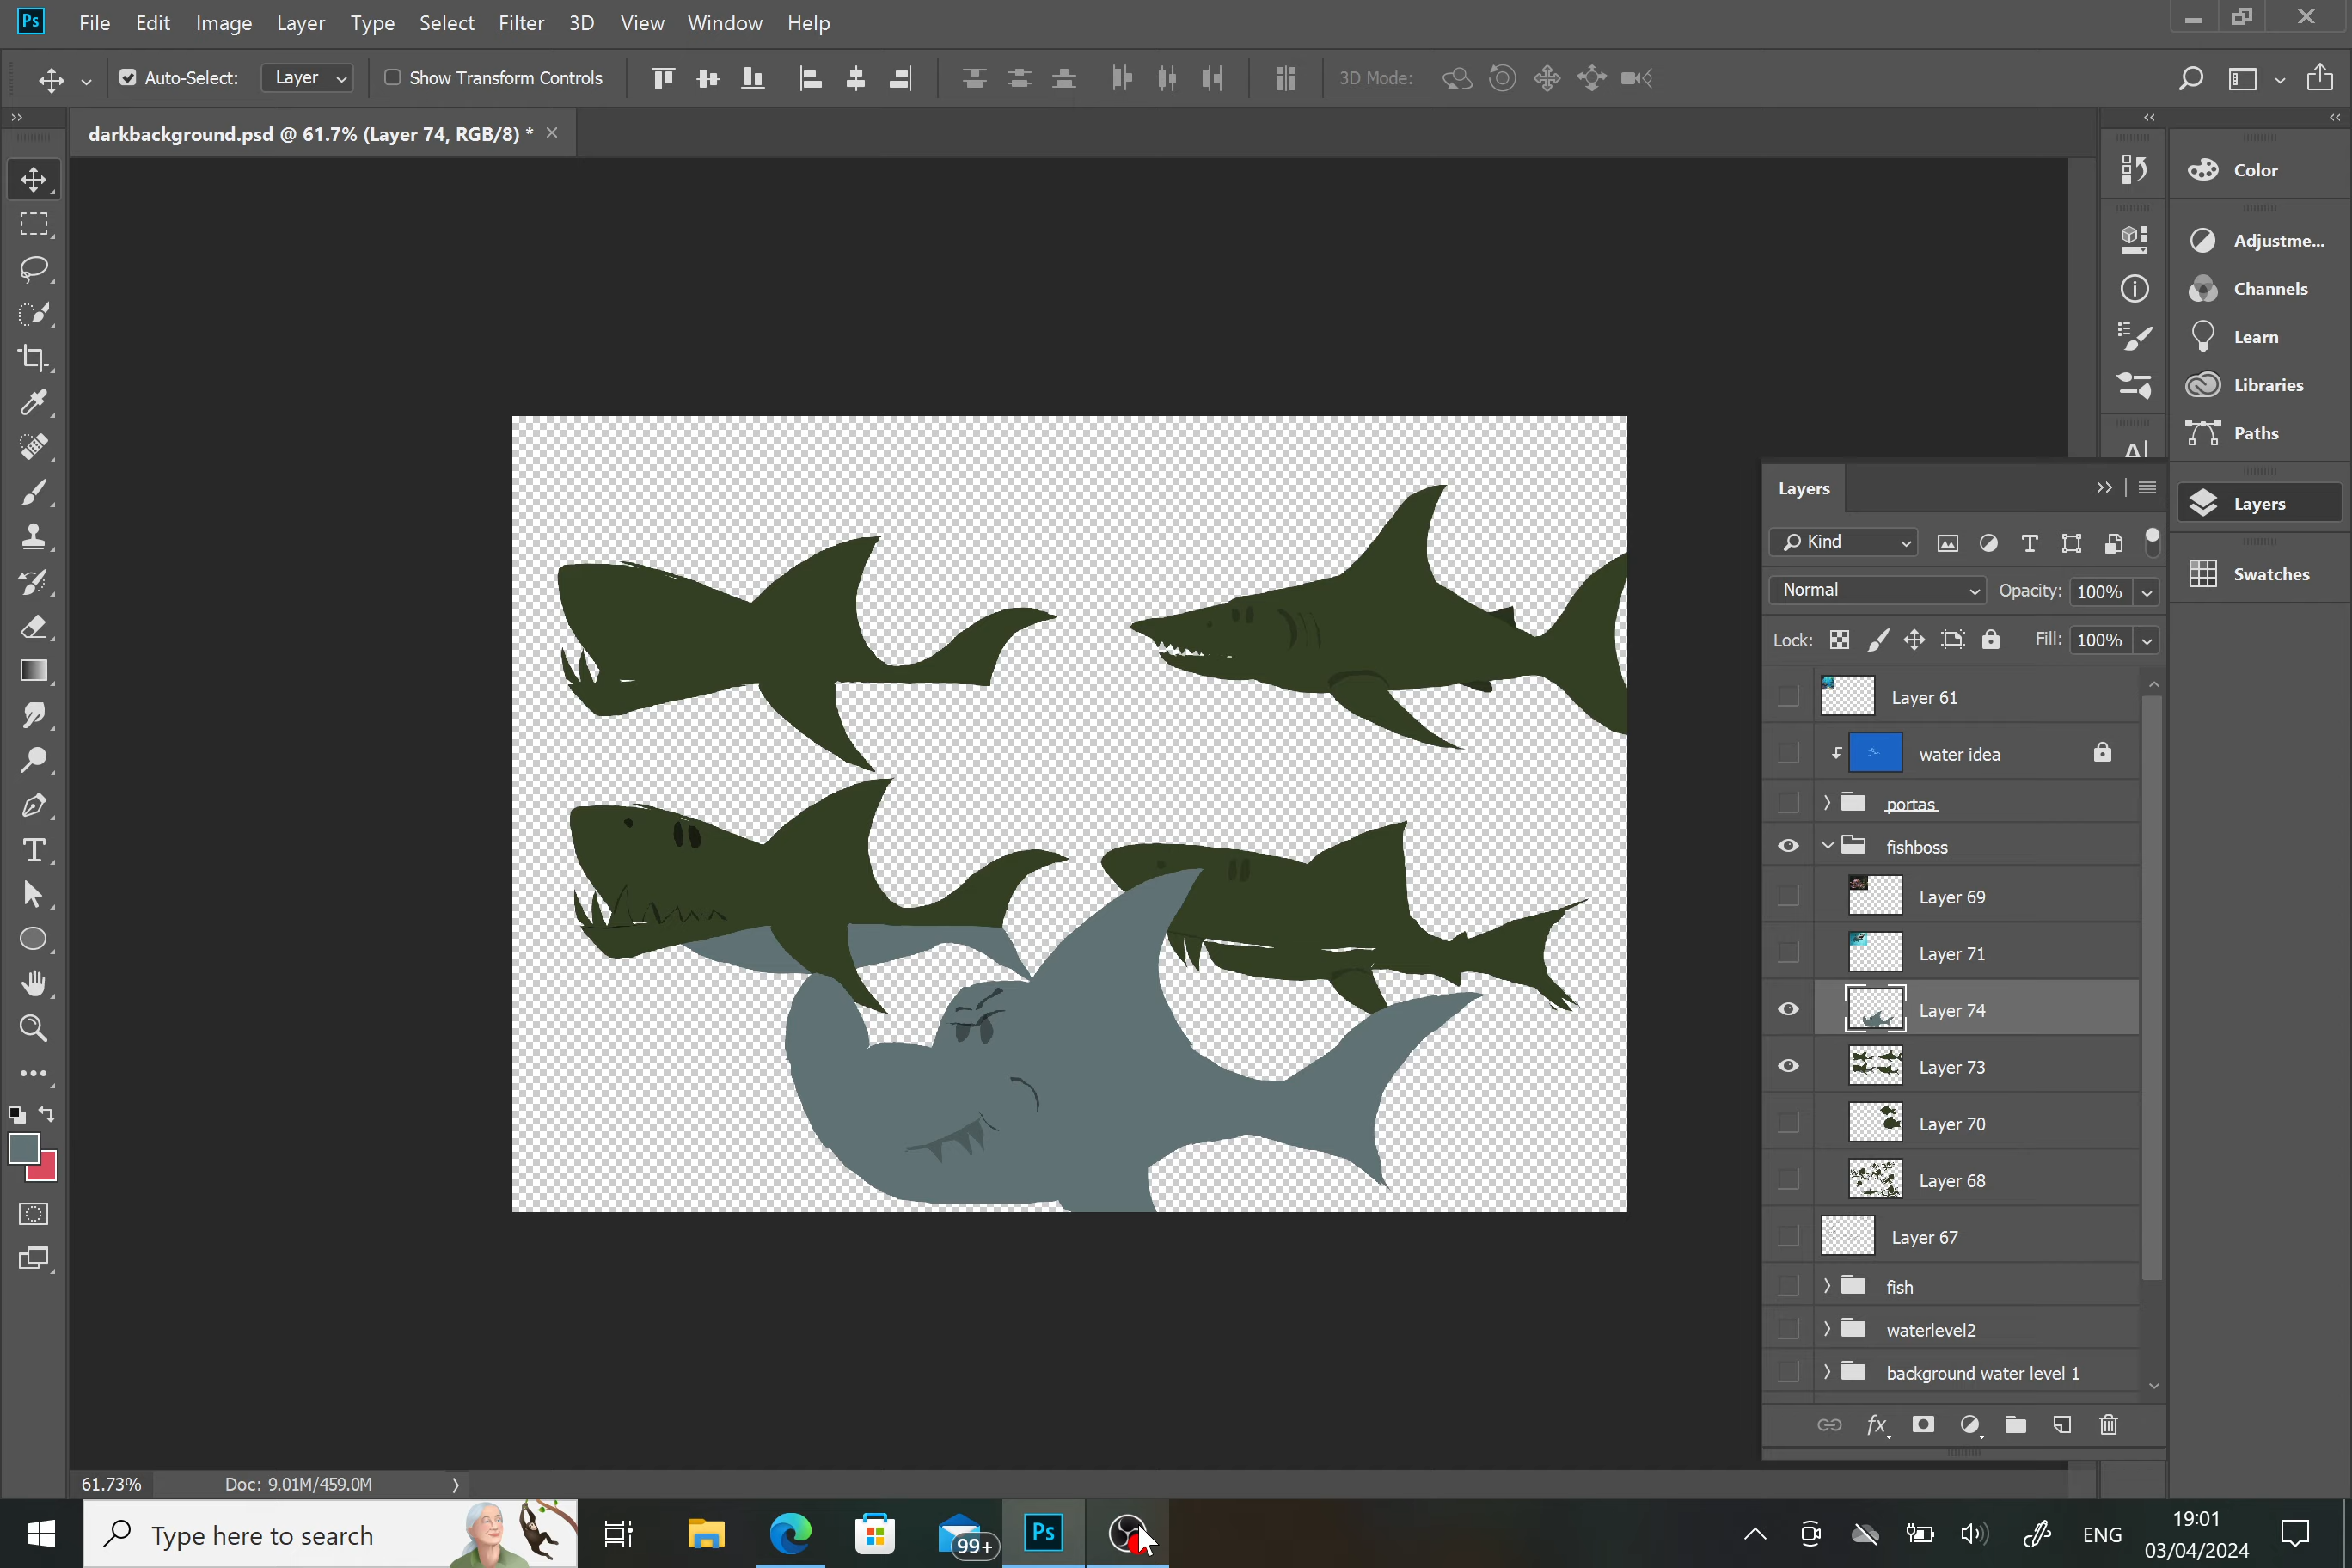 Ps File Edit Image Layer Type Select Filter 3D View Window Help
Auto-Select: Layer Show Transform Controls 3D Mode:
darkbackground.psd @ 61.7% (Layer 74, RGB/8) *
Color
Adjustme...
Channels
Learn
Libraries
Paths
Layers
Swatches
Layers
Kind
Normal Opacity: 100%
Lock: Fill: 100%
Layer 61
water idea
portas
fishboss
Layer 69
Layer 71
Layer 74
Layer 73
Layer 70
Layer 68
Layer 67
fish
waterlevel2
background water level 1
fx
61.73% Doc: 9.01M/459.0M
Type here to search
99+
Ps
ENG
19:01
03/04/2024